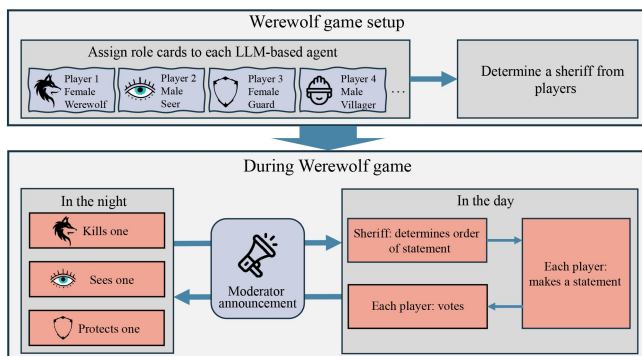 Werewolf game setup
Assign role cards to each LLM-based agent
Player 1
Female
Werewolf
Player 2
Male
Seer
Player 3
Female
Guard
Player 4
Male
Villager
...
Determine a sheriff from
players
During Werewolf game
In the night
Kills one
Sees one
Protects one
Moderator
announcement
In the day
Sheriff: determines order
of statement
Each player:
makes a statement
Each player: votes